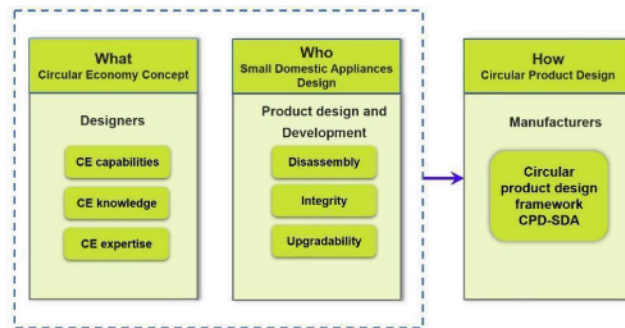 What
Circular Economy Concept
Designers
CE capabilities
CE knowledge
CE expertise
Who
Small Domestic Appliances
Design
Product design and
Development
Disassembly
Integrity
Upgradability
How
Circular Product Design
Manufacturers
Circular
product design
framework
CPD-SDA